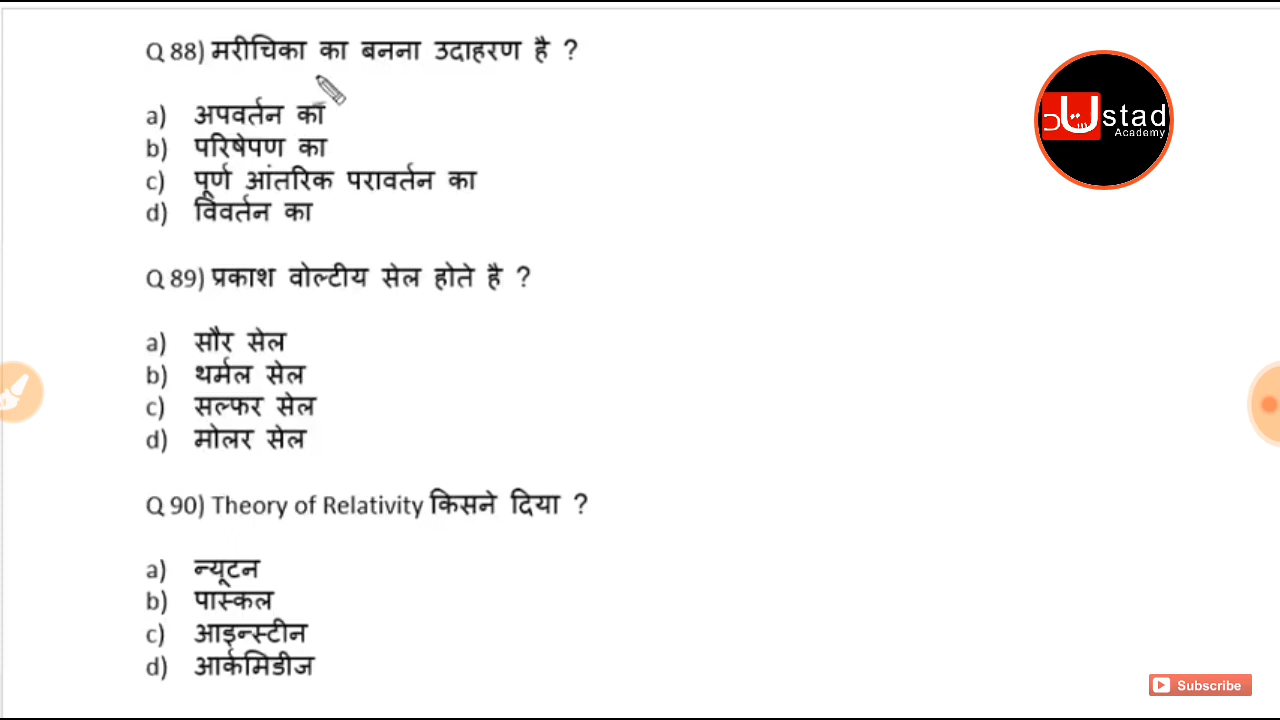 Q 88) मरीचिका का बनना उदाहरण है ?
a) अपवर्तन का
b) परिषेपण का
c) पूर्ण आंतरिक परावर्तन का
d) विवर्तन का
Q 89) प्रकाश वोल्टीय सेल होते है ?
a) सौर सेल
b) थर्मल सेल
c) सल्फर सेल
d) मोलर सेल
Q 90) Theory of Relativity किसने दिया ?
a) न्यूटन
b) पास्कल
c) आइन्स्टीन
d) आर्कमिडीज
Ustad
Academy
Subscribe